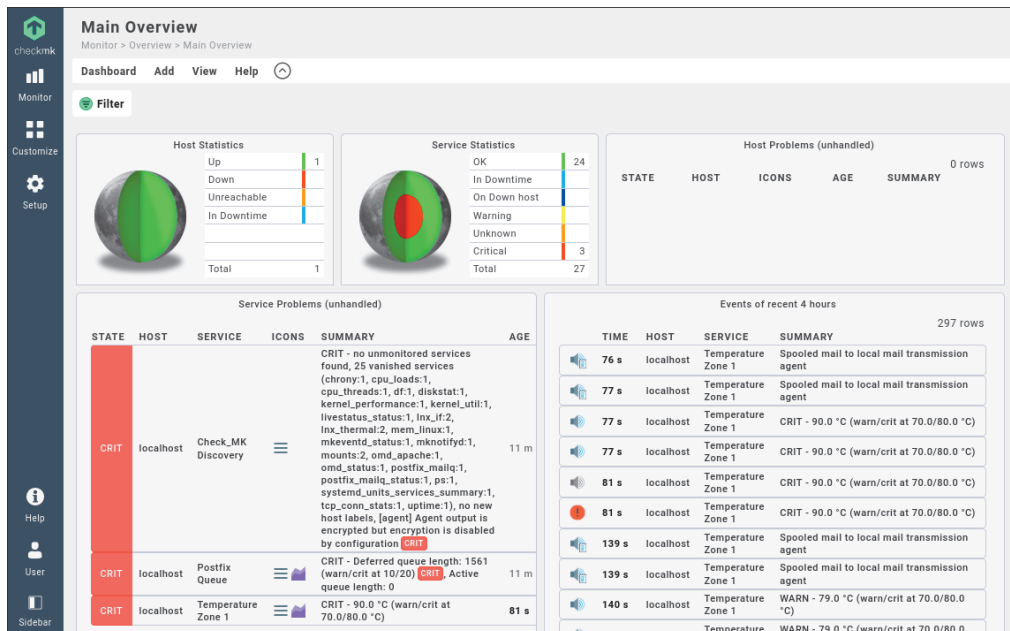 checkmk
Monitor
Customize
Setup
Help
User
Sidebar
Main Overview
Monitor > Overview > Main Overview
Dashboard Add View Help
Filter
Host Statistics
Up 1
Down
Unreachable
In Downtime
Total 1
Service Statistics
OK 24
In Downtime
On Down host
Warning
Unknown
Critical 3
Total 27
Host Problems (unhandled)
0 rows
STATE HOST ICONS AGE SUMMARY
Service Problems (unhandled)
STATE HOST SERVICE ICONS SUMMARY AGE
CRIT localhost Check_MK
Discovery
CRIT - no unmonitored services
found, 25 vanished services
(chrony:1, cpu_loads:1,
cpu_threads:1, df:1, diskstat:1,
kernel_performance:1, kernel_util:1,
livestatus_status:1, lnx_if:2,
lnx_thermal:2, mem_linux:1,
mkeventd_status:1, mknotifyd:1,
mounts:2, omd_apache:1,
omd_status:1, postfix_mailq:1,
postfix_mailq_status:1, ps:1,
systemd_units_services_summary:1,
tcp_conn_stats:1, uptime:1), no new
host labels, [agent] Agent output is
encrypted but encryption is disabled
by configuration CRIT
11 m
CRIT localhost Postfix
Queue
CRIT - Deferred queue length: 1561
(warn/crit at 10/20) CRIT, Active
queue length: 0
11 m
CRIT localhost Temperature
Zone 1
CRIT - 90.0 °C (warn/crit at
70.0/80.0 °C)
81 s
Events of recent 4 hours
297 rows
TIME HOST SERVICE SUMMARY
76 s localhost Temperature
Zone 1
Spooled mail to local mail transmission
agent
77 s localhost Temperature
Zone 1
Spooled mail to local mail transmission
agent
77 s localhost Temperature
Zone 1
CRIT - 90.0 °C (warn/crit at 70.0/80.0 °C)
77 s localhost Temperature
Zone 1
CRIT - 90.0 °C (warn/crit at 70.0/80.0 °C)
81 s localhost Temperature
Zone 1
CRIT - 90.0 °C (warn/crit at 70.0/80.0 °C)
81 s localhost Temperature
Zone 1
CRIT - 90.0 °C (warn/crit at 70.0/80.0 °C)
139 s localhost Temperature
Zone 1
Spooled mail to local mail transmission
agent
139 s localhost Temperature
Zone 1
Spooled mail to local mail transmission
agent
140 s localhost Temperature
Zone 1
WARN - 79.0 °C (warn/crit at 70.0/80.0
°C)
Temperature WARN - 79.0 °C (warn/crit at 70.0/80.0